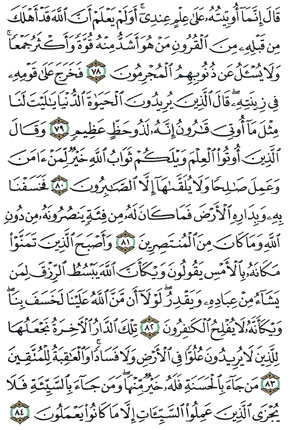 قَالَ إِنَّمَآ أُوتِيتُهُۥ عَلَىٰ عِلْمٍ عِندِىٓ ۚ أَوَلَمْ يَعْلَمْ أَنَّ ٱللَّهَ قَدْ أَهْلَكَ
مِن قَبْلِهِۦ مِنَ ٱلْقُرُونِ مَنْ هُوَ أَشَدُّ مِنْهُ قُوَّةً وَأَكْثَرُ جَمْعًا ۚ
وَلَا يُسْـَٔلُ عَن ذُنُوبِهِمُ ٱلْمُجْرِمُونَ ٧٨ فَخَرَجَ عَلَىٰ قَوْمِهِۦ
فِى زِينَتِهِۦ ۖ قَالَ ٱلَّذِينَ يُرِيدُونَ ٱلْحَيَوٰةَ ٱلدُّنْيَا يَـٰلَيْتَ لَنَا
مِثْلَ مَآ أُوتِىَ قَـٰرُونُ إِنَّهُۥ لَذُو حَظٍّ عَظِيمٍ ٧٩ وَقَالَ
ٱلَّذِينَ أُوتُوا۟ ٱلْعِلْمَ وَيْلَكُمْ ثَوَابُ ٱللَّهِ خَيْرٌ لِّمَنْ ءَامَنَ
وَعَمِلَ صَـٰلِحًا وَلَا يُلَقَّىٰهَآ إِلَّا ٱلصَّـٰبِرُونَ ٨٠ فَخَسَفْنَا
بِهِۦ وَبِدَارِهِ ٱلْأَرْضَ فَمَا كَانَ لَهُۥ مِن فِئَةٍ يَنصُرُونَهُۥ مِن دُونِ
ٱللَّهِ وَمَا كَانَ مِنَ ٱلْمُنتَصِرِينَ ٨١ وَأَصْبَحَ ٱلَّذِينَ تَمَنَّوْا۟
مَكَانَهُۥ بِٱلْأَمْسِ يَقُولُونَ وَيْكَأَنَّ ٱللَّهَ يَبْسُطُ ٱلرِّزْقَ لِمَن
يَشَآءُ مِنْ عِبَادِهِۦ وَيَقْدِرُ ۖ لَوْلَآ أَن مَّنَّ ٱللَّهُ عَلَيْنَا لَخَسَفَ بِنَا ۖ
وَيْكَأَنَّهُۥ لَا يُفْلِحُ ٱلْكَـٰفِرُونَ ٨٢ تِلْكَ ٱلدَّارُ ٱلْـَٔاخِرَةُ نَجْعَلُهَا
لِلَّذِينَ لَا يُرِيدُونَ عُلُوًّا فِى ٱلْأَرْضِ وَلَا فَسَادًا ۚ وَٱلْعَـٰقِبَةُ لِلْمُتَّقِينَ
٨٣ مَن جَآءَ بِٱلْحَسَنَةِ فَلَهُۥ خَيْرٌ مِّنْهَا ۖ وَمَن جَآءَ بِٱلسَّيِّئَةِ فَلَا
يُجْزَى ٱلَّذِينَ عَمِلُوا۟ ٱلسَّيِّـَٔاتِ إِلَّا مَا كَانُوا۟ يَعْمَلُونَ ٨٤